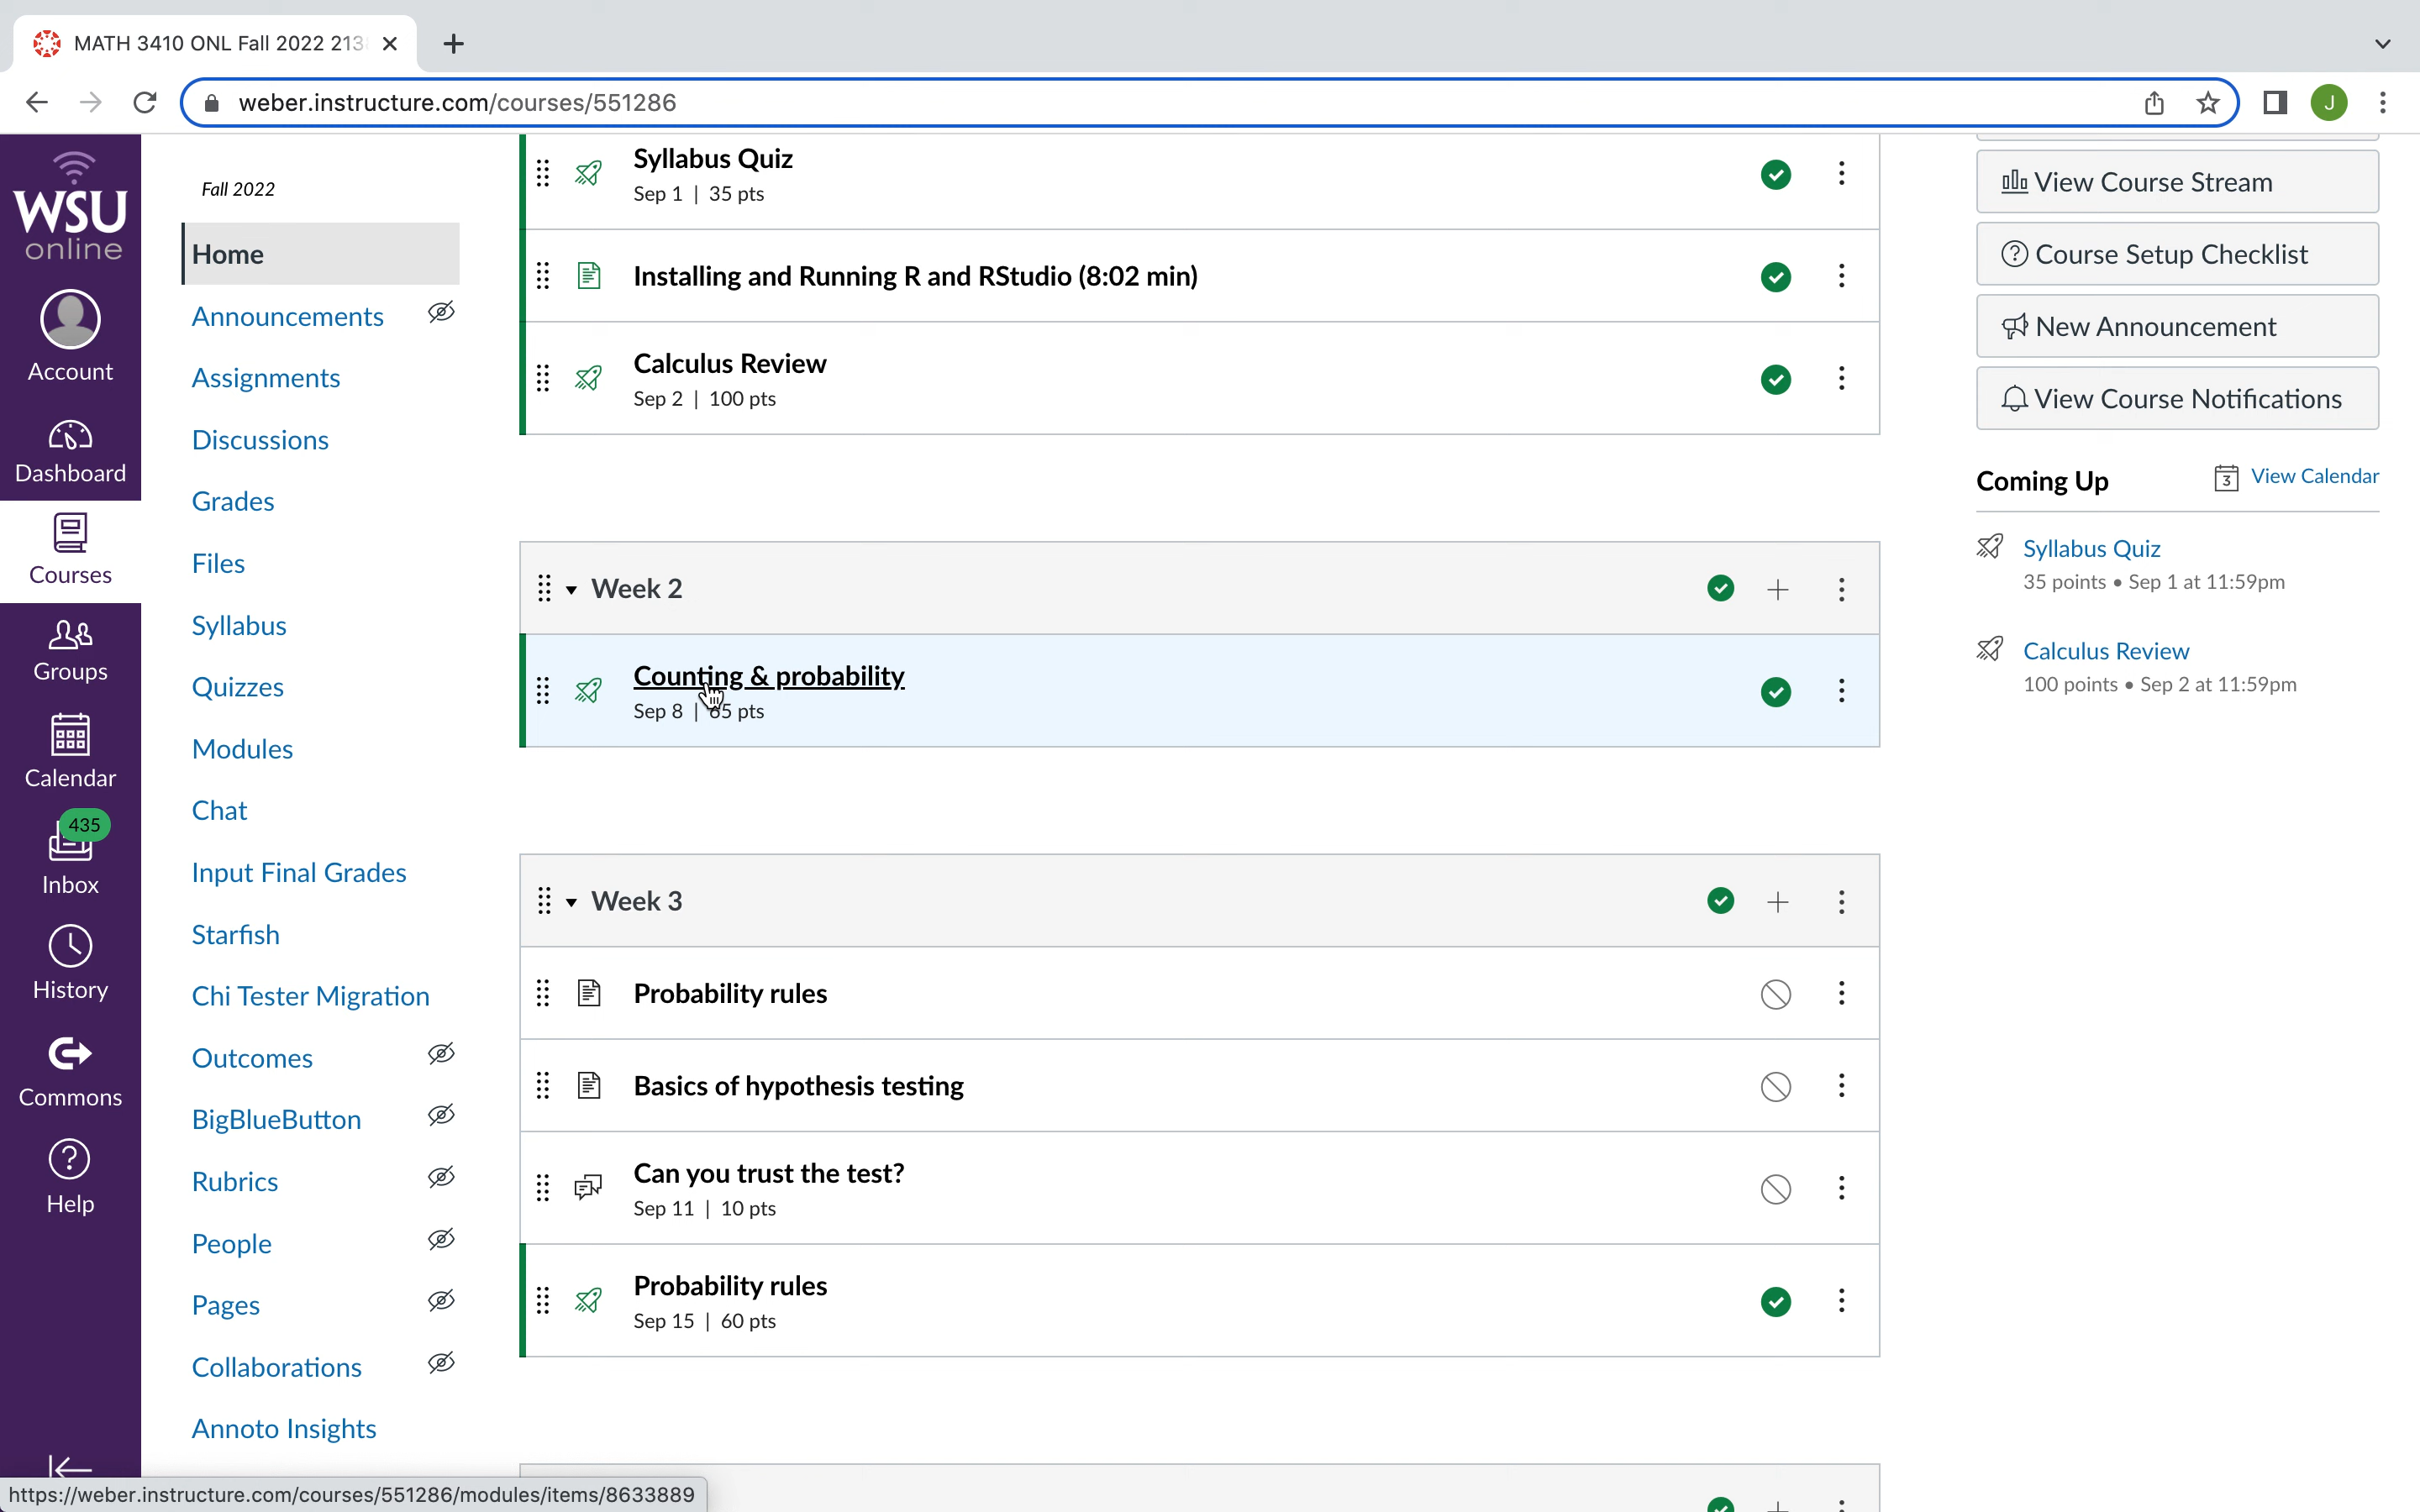 MATH 3410 ONL Fall 2022 213
weber.instructure.com/courses/551286
J
WSU
online
Account
Dashboard
Courses
Groups
Calendar
435
Inbox
History
Commons
Help
Fall 2022
Home
Announcements
Assignments
Discussions
Grades
Files
Syllabus
Quizzes
Modules
Chat
Input Final Grades
Starfish
Chi Tester Migration
Outcomes
BigBlueButton
Rubrics
People
Pages
Collaborations
Annoto Insights
Syllabus Quiz
Sep 1 | 35 pts
Installing and Running R and RStudio (8:02 min)
Calculus Review
Sep 2 | 100 pts
Week 2
Counting & probability
Sep 8 | 65 pts
Week 3
Probability rules
Basics of hypothesis testing
Can you trust the test?
Sep 11 | 10 pts
Probability rules
Sep 15 | 60 pts
View Course Stream
Course Setup Checklist
New Announcement
View Course Notifications
Coming Up
3 View Calendar
Syllabus Quiz
35 points • Sep 1 at 11:59pm
Calculus Review
100 points • Sep 2 at 11:59pm
https://weber.instructure.com/courses/551286/modules/items/8633889